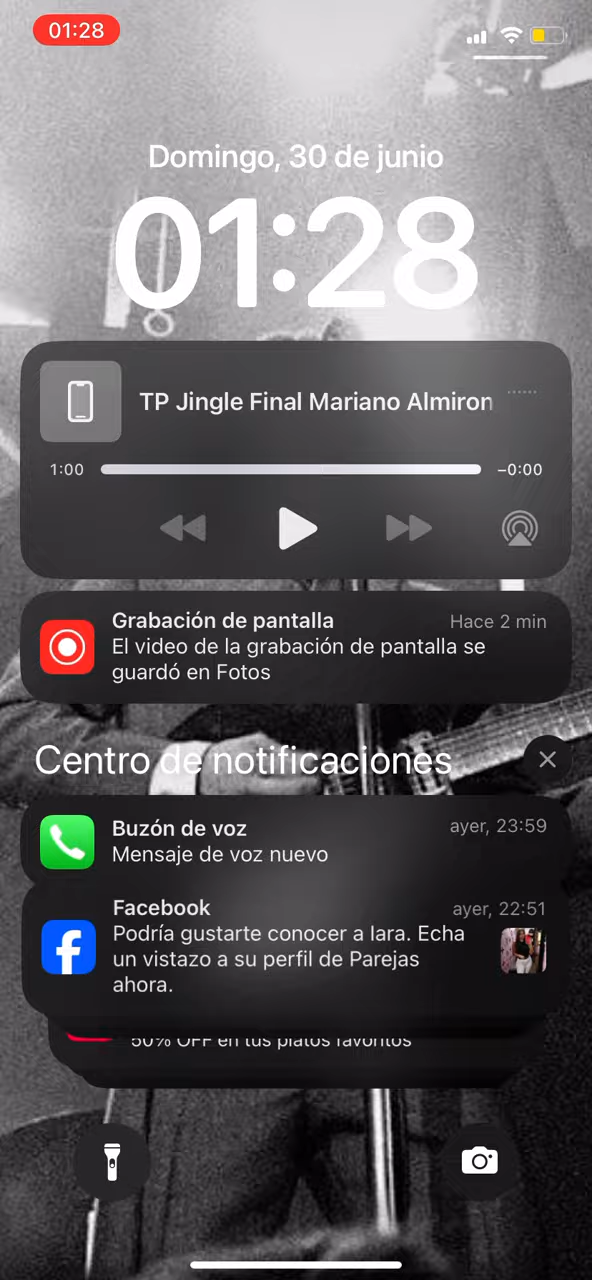 01:28
Domingo, 30 de junio
01:28
TP Jingle Final Mariano Almiron
1:00
−0:00
Grabación de pantalla
Hace 2 min
El video de la grabación de pantalla se
guardó en Fotos
Centro de notificaciones
Buzón de voz
ayer, 23:59
Mensaje de voz nuevo
Facebook
ayer, 22:51
Podría gustarte conocer a lara. Echa
un vistazo a su perfil de Parejas
ahora.
50% OFF en tus platos favoritos